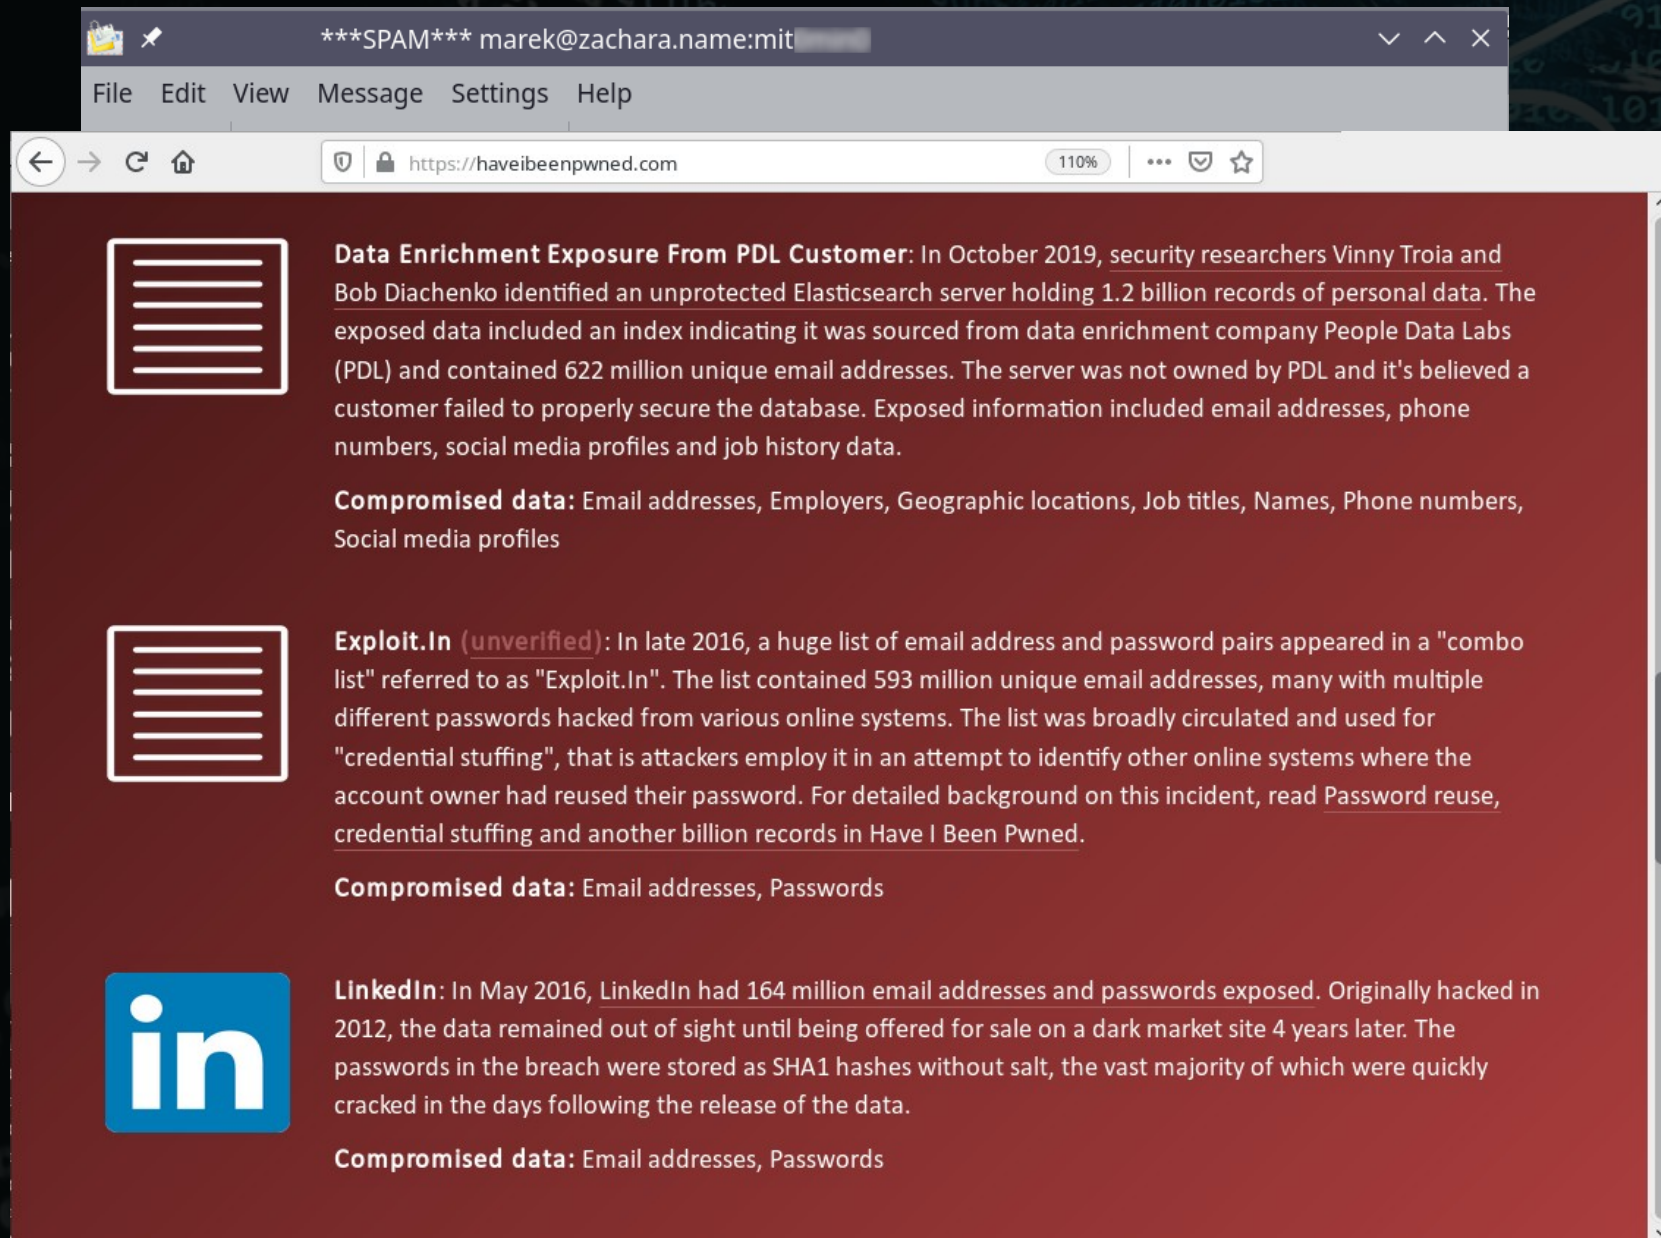 ***SPAM*** marek@zachara.name:mit
File Edit View Message Settings Help
https://haveibeenpwned.com 110%
Data Enrichment Exposure From PDL Customer: In October 2019, security researchers Vinny Troia and
Bob Diachenko identified an unprotected Elasticsearch server holding 1.2 billion records of personal data. The
exposed data included an index indicating it was sourced from data enrichment company People Data Labs
(PDL) and contained 622 million unique email addresses. The server was not owned by PDL and it's believed a
customer failed to properly secure the database. Exposed information included email addresses, phone
numbers, social media profiles and job history data.
Compromised data: Email addresses, Employers, Geographic locations, Job titles, Names, Phone numbers,
Social media profiles
Exploit.In (unverified): In late 2016, a huge list of email address and password pairs appeared in a "combo
list" referred to as "Exploit.In". The list contained 593 million unique email addresses, many with multiple
different passwords hacked from various online systems. The list was broadly circulated and used for
"credential stuffing", that is attackers employ it in an attempt to identify other online systems where the
account owner had reused their password. For detailed background on this incident, read Password reuse,
credential stuffing and another billion records in Have I Been Pwned.
Compromised data: Email addresses, Passwords
in
LinkedIn: In May 2016, LinkedIn had 164 million email addresses and passwords exposed. Originally hacked in
2012, the data remained out of sight until being offered for sale on a dark market site 4 years later. The
passwords in the breach were stored as SHA1 hashes without salt, the vast majority of which were quickly
cracked in the days following the release of the data.
Compromised data: Email addresses, Passwords